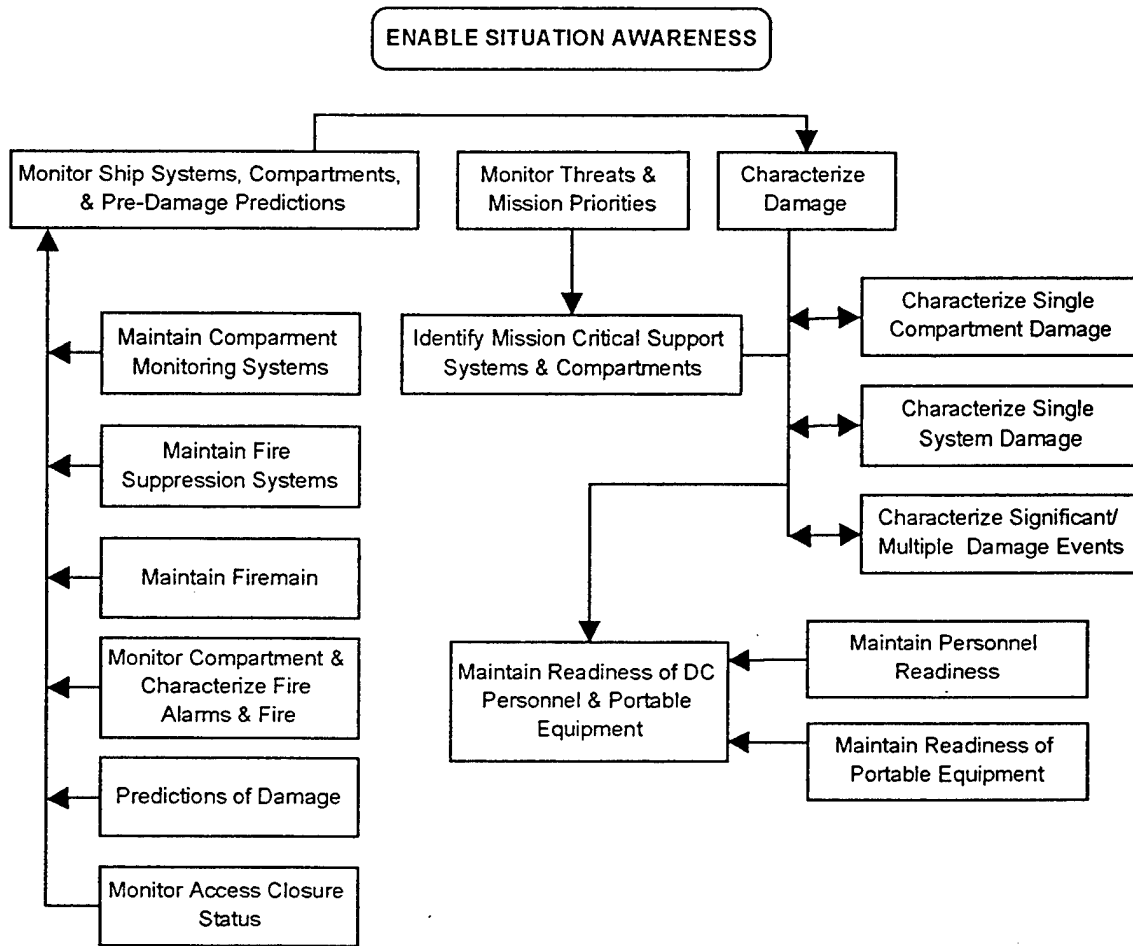 ENABLE SITUATION AWARENESS
Monitor Ship Systems, Compartments,
& Pre-Damage Predictions
Monitor Threats &
Mission Priorities
Characterize
Damage
Maintain Comparment
Monitoring Systems
Identify Mission Critical Support
Systems & Compartments
Characterize Single
Compartment Damage
Maintain Fire
Suppression Systems
Characterize Single
System Damage
Maintain Firemain
Characterize Significant/
Multiple Damage Events
Monitor Compartment &
Characterize Fire
Alarms & Fire
Maintain Readiness of DC
Personnel & Portable
Equipment
Maintain Personnel
Readiness
Predictions of Damage
Maintain Readiness of
Portable Equipment
Monitor Access Closure
Status